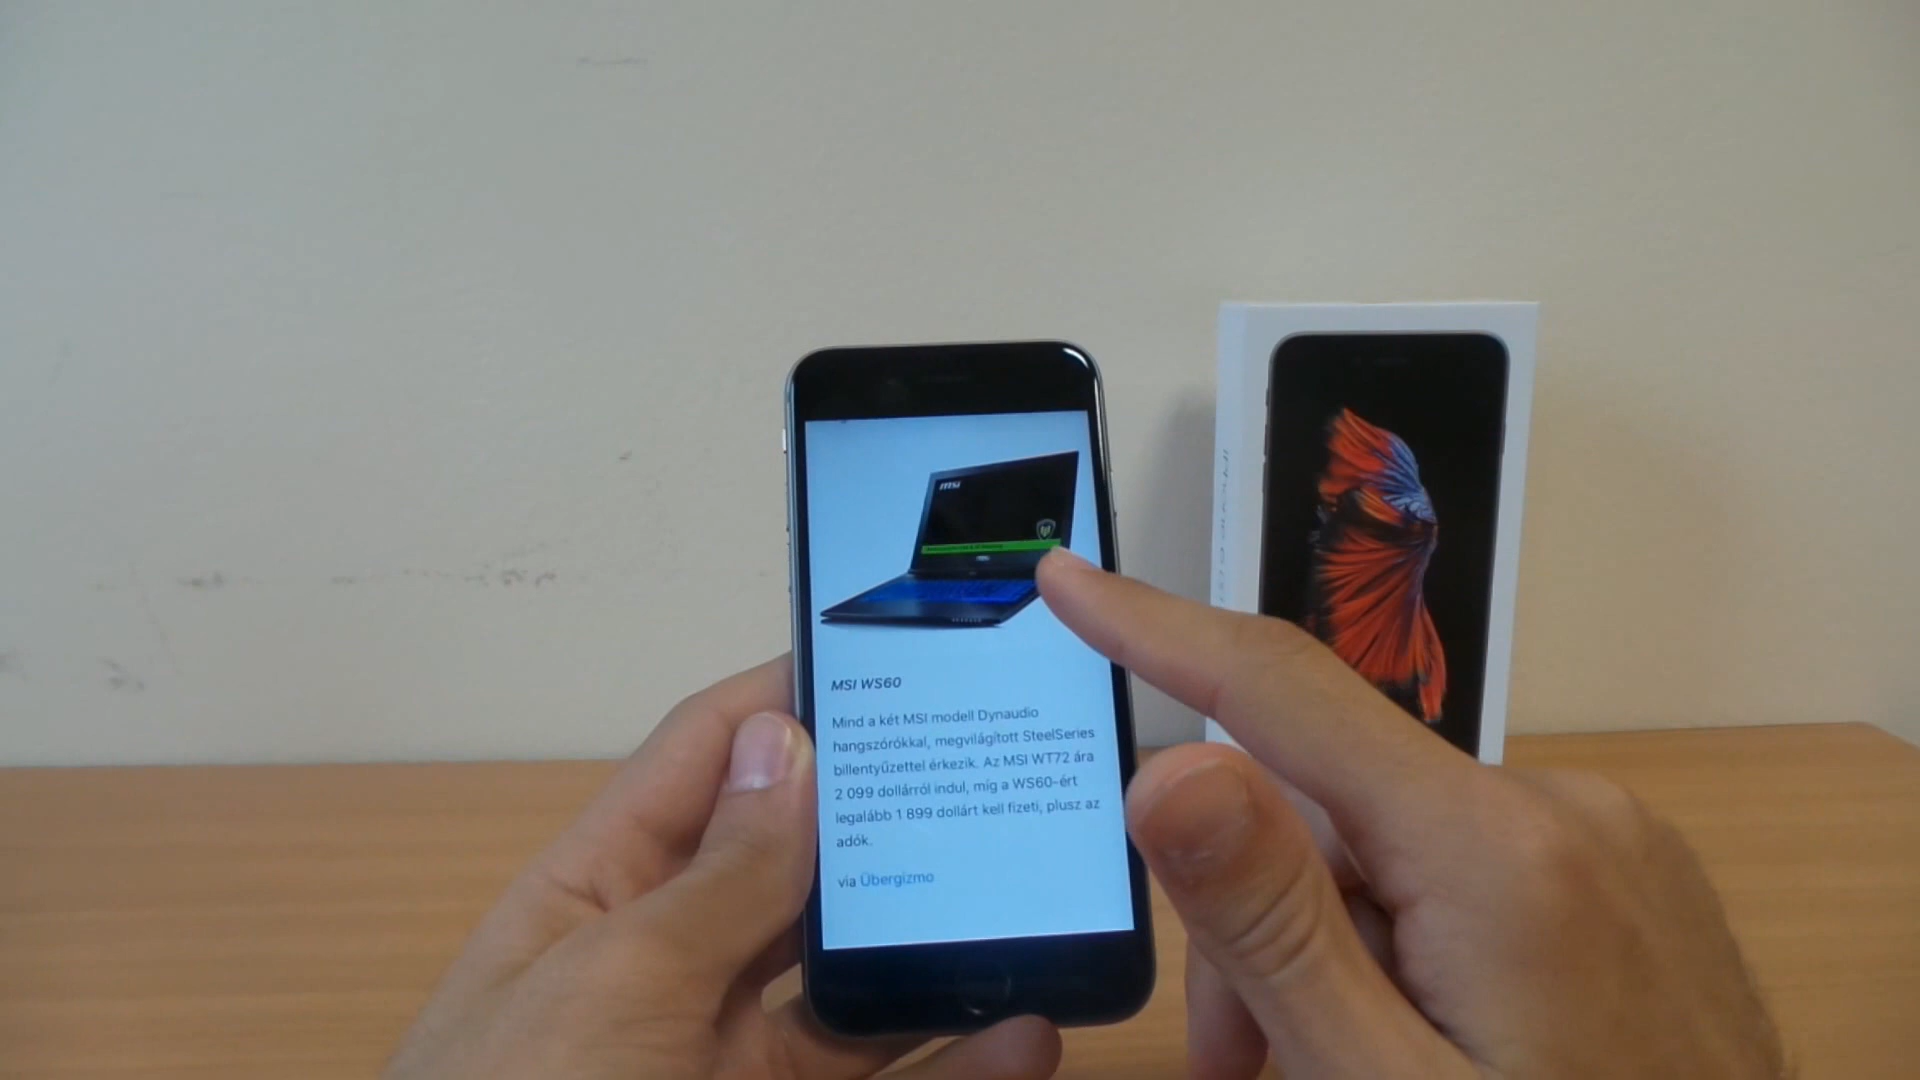 msi
MSI WS60
Mind a két MSI modell Dynaudio
hangszórókkal, megvilágított SteelSeries
billentyűzettel érkezik. Az MSI WT72 ára
2 099 dollárról indul, míg a WS60-ért
legalább 1 899 dollárt kell fizeti, plusz az
adók.
via Übergizmo